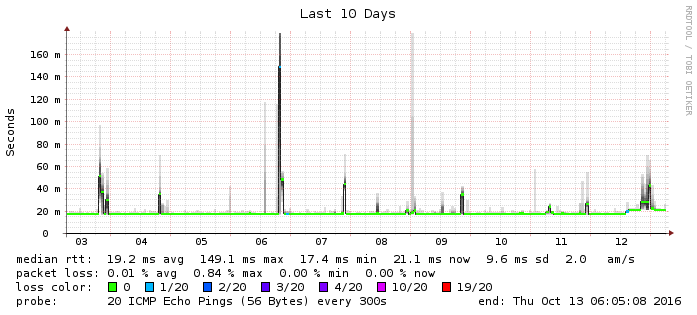 Last 10 Days
RRDTOOL / TOBI OETIKER
Seconds
160 m
140 m
120 m
100 m
80 m
60 m
40 m
20 m
0
03 04 05 06 07 08 09 10 11 12
median rtt: 19.2 ms avg 149.1 ms max 17.4 ms min 21.1 ms now 9.6 ms sd 2.0 am/s
packet loss: 0.01 % avg 0.84 % max 0.00 % min 0.00 % now
loss color: 0 1/20 2/20 3/20 4/20 10/20 19/20
probe: 20 ICMP Echo Pings (56 Bytes) every 300s end: Thu Oct 13 06:05:08 2016